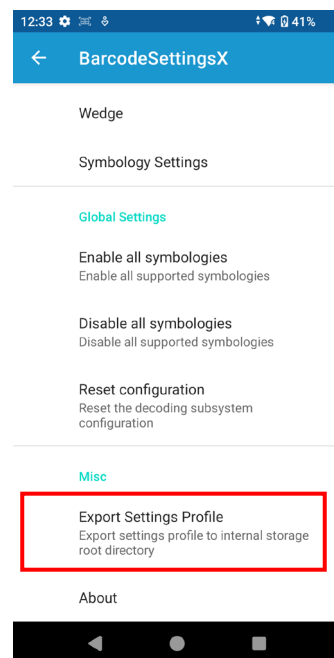 12:33 41%
BarcodeSettingsX
Wedge
Symbology Settings
Global Settings
Enable all symbologies
Enable all supported symbologies
Disable all symbologies
Disable all supported symbologies
Reset configuration
Reset the decoding subsystem
configuration
Misc
Export Settings Profile
Export settings profile to internal storage
root directory
About